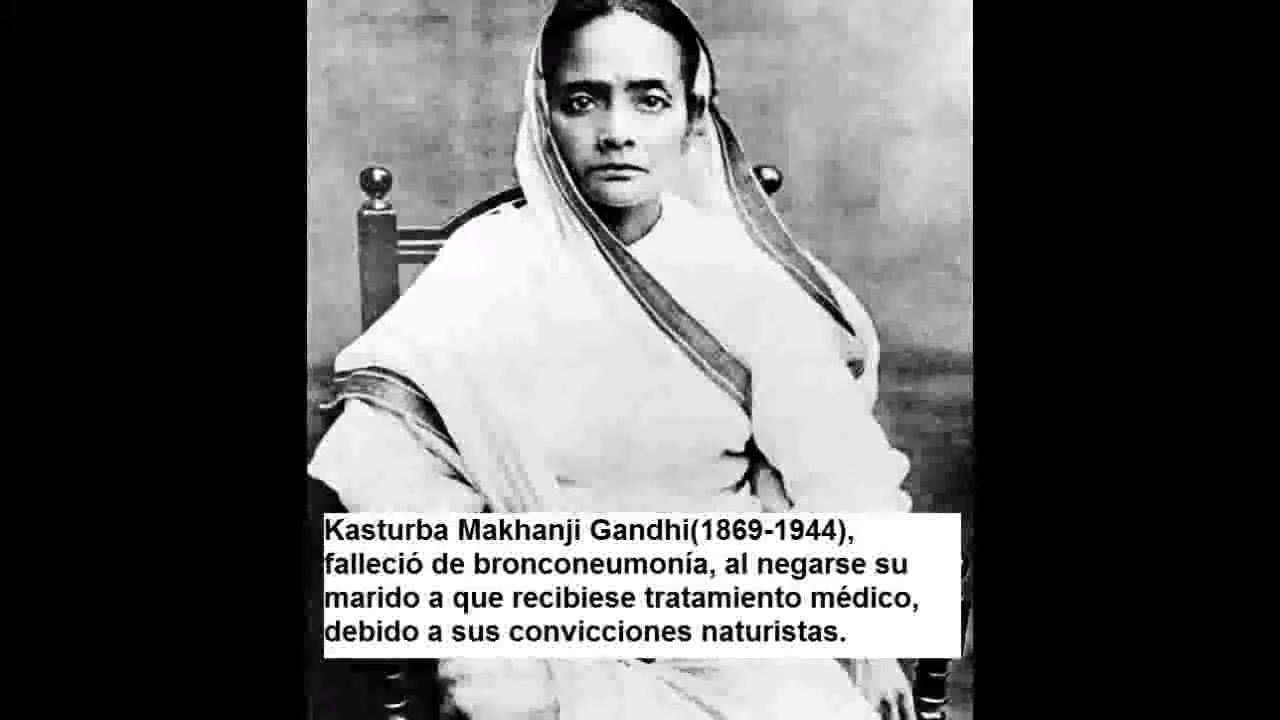 Kasturba Makhanji Gandhi(1869-1944),
falleció de bronconeumonía, al negarse su
marido a que recibiese tratamiento médico,
debido a sus convicciones naturistas.